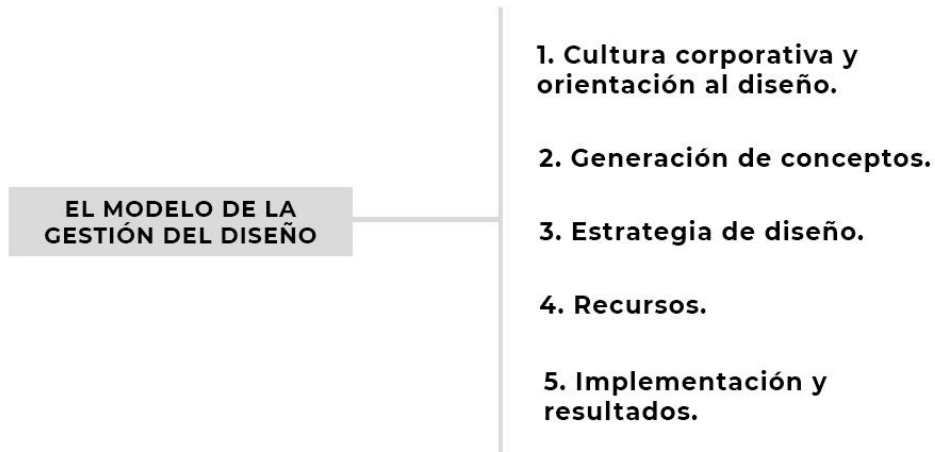 EL MODELO DE LA
GESTIÓN DEL DISEÑO
1. Cultura corporativa y
orientación al diseño.
2. Generación de conceptos.
3. Estrategia de diseño.
4. Recursos.
5. Implementación y
resultados.